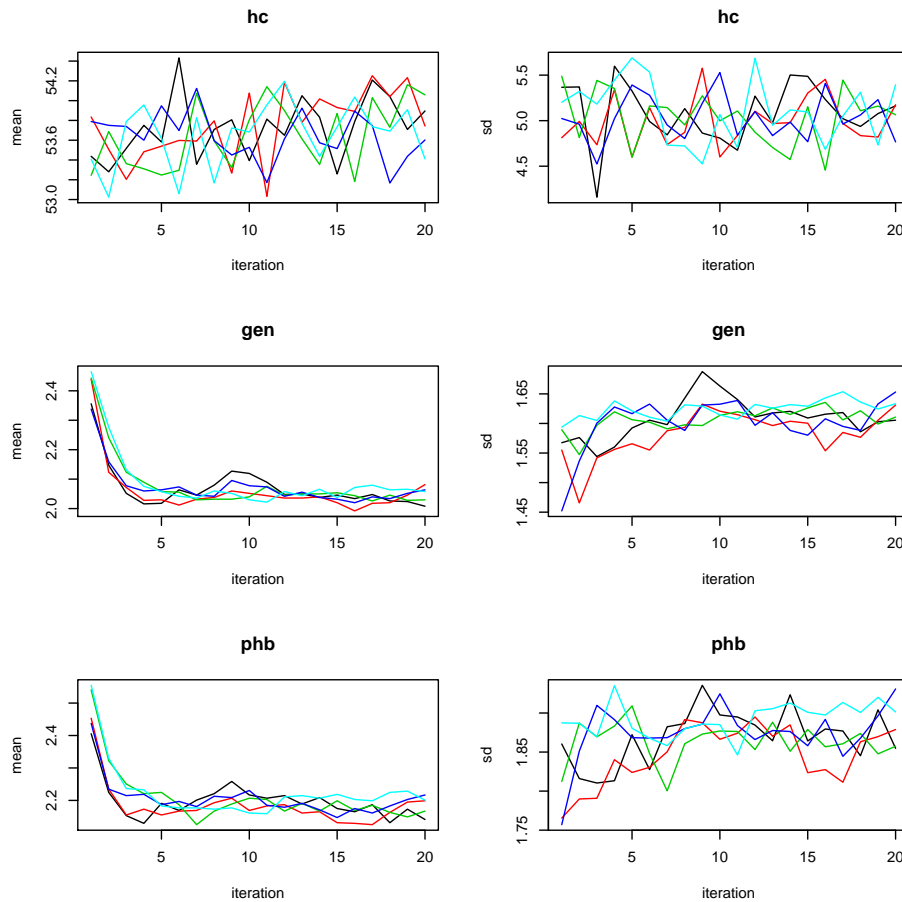 hc
mean
53.0 53.6 54.2
5 10 15 20
iteration
hc
sd
4.5 5.0 5.5
5 10 15 20
iteration
gen
mean
2.0 2.2 2.4
5 10 15 20
iteration
gen
sd
1.45 1.55 1.65
5 10 15 20
iteration
phb
mean
2.2 2.4
5 10 15 20
iteration
phb
sd
1.75 1.85
5 10 15 20
iteration